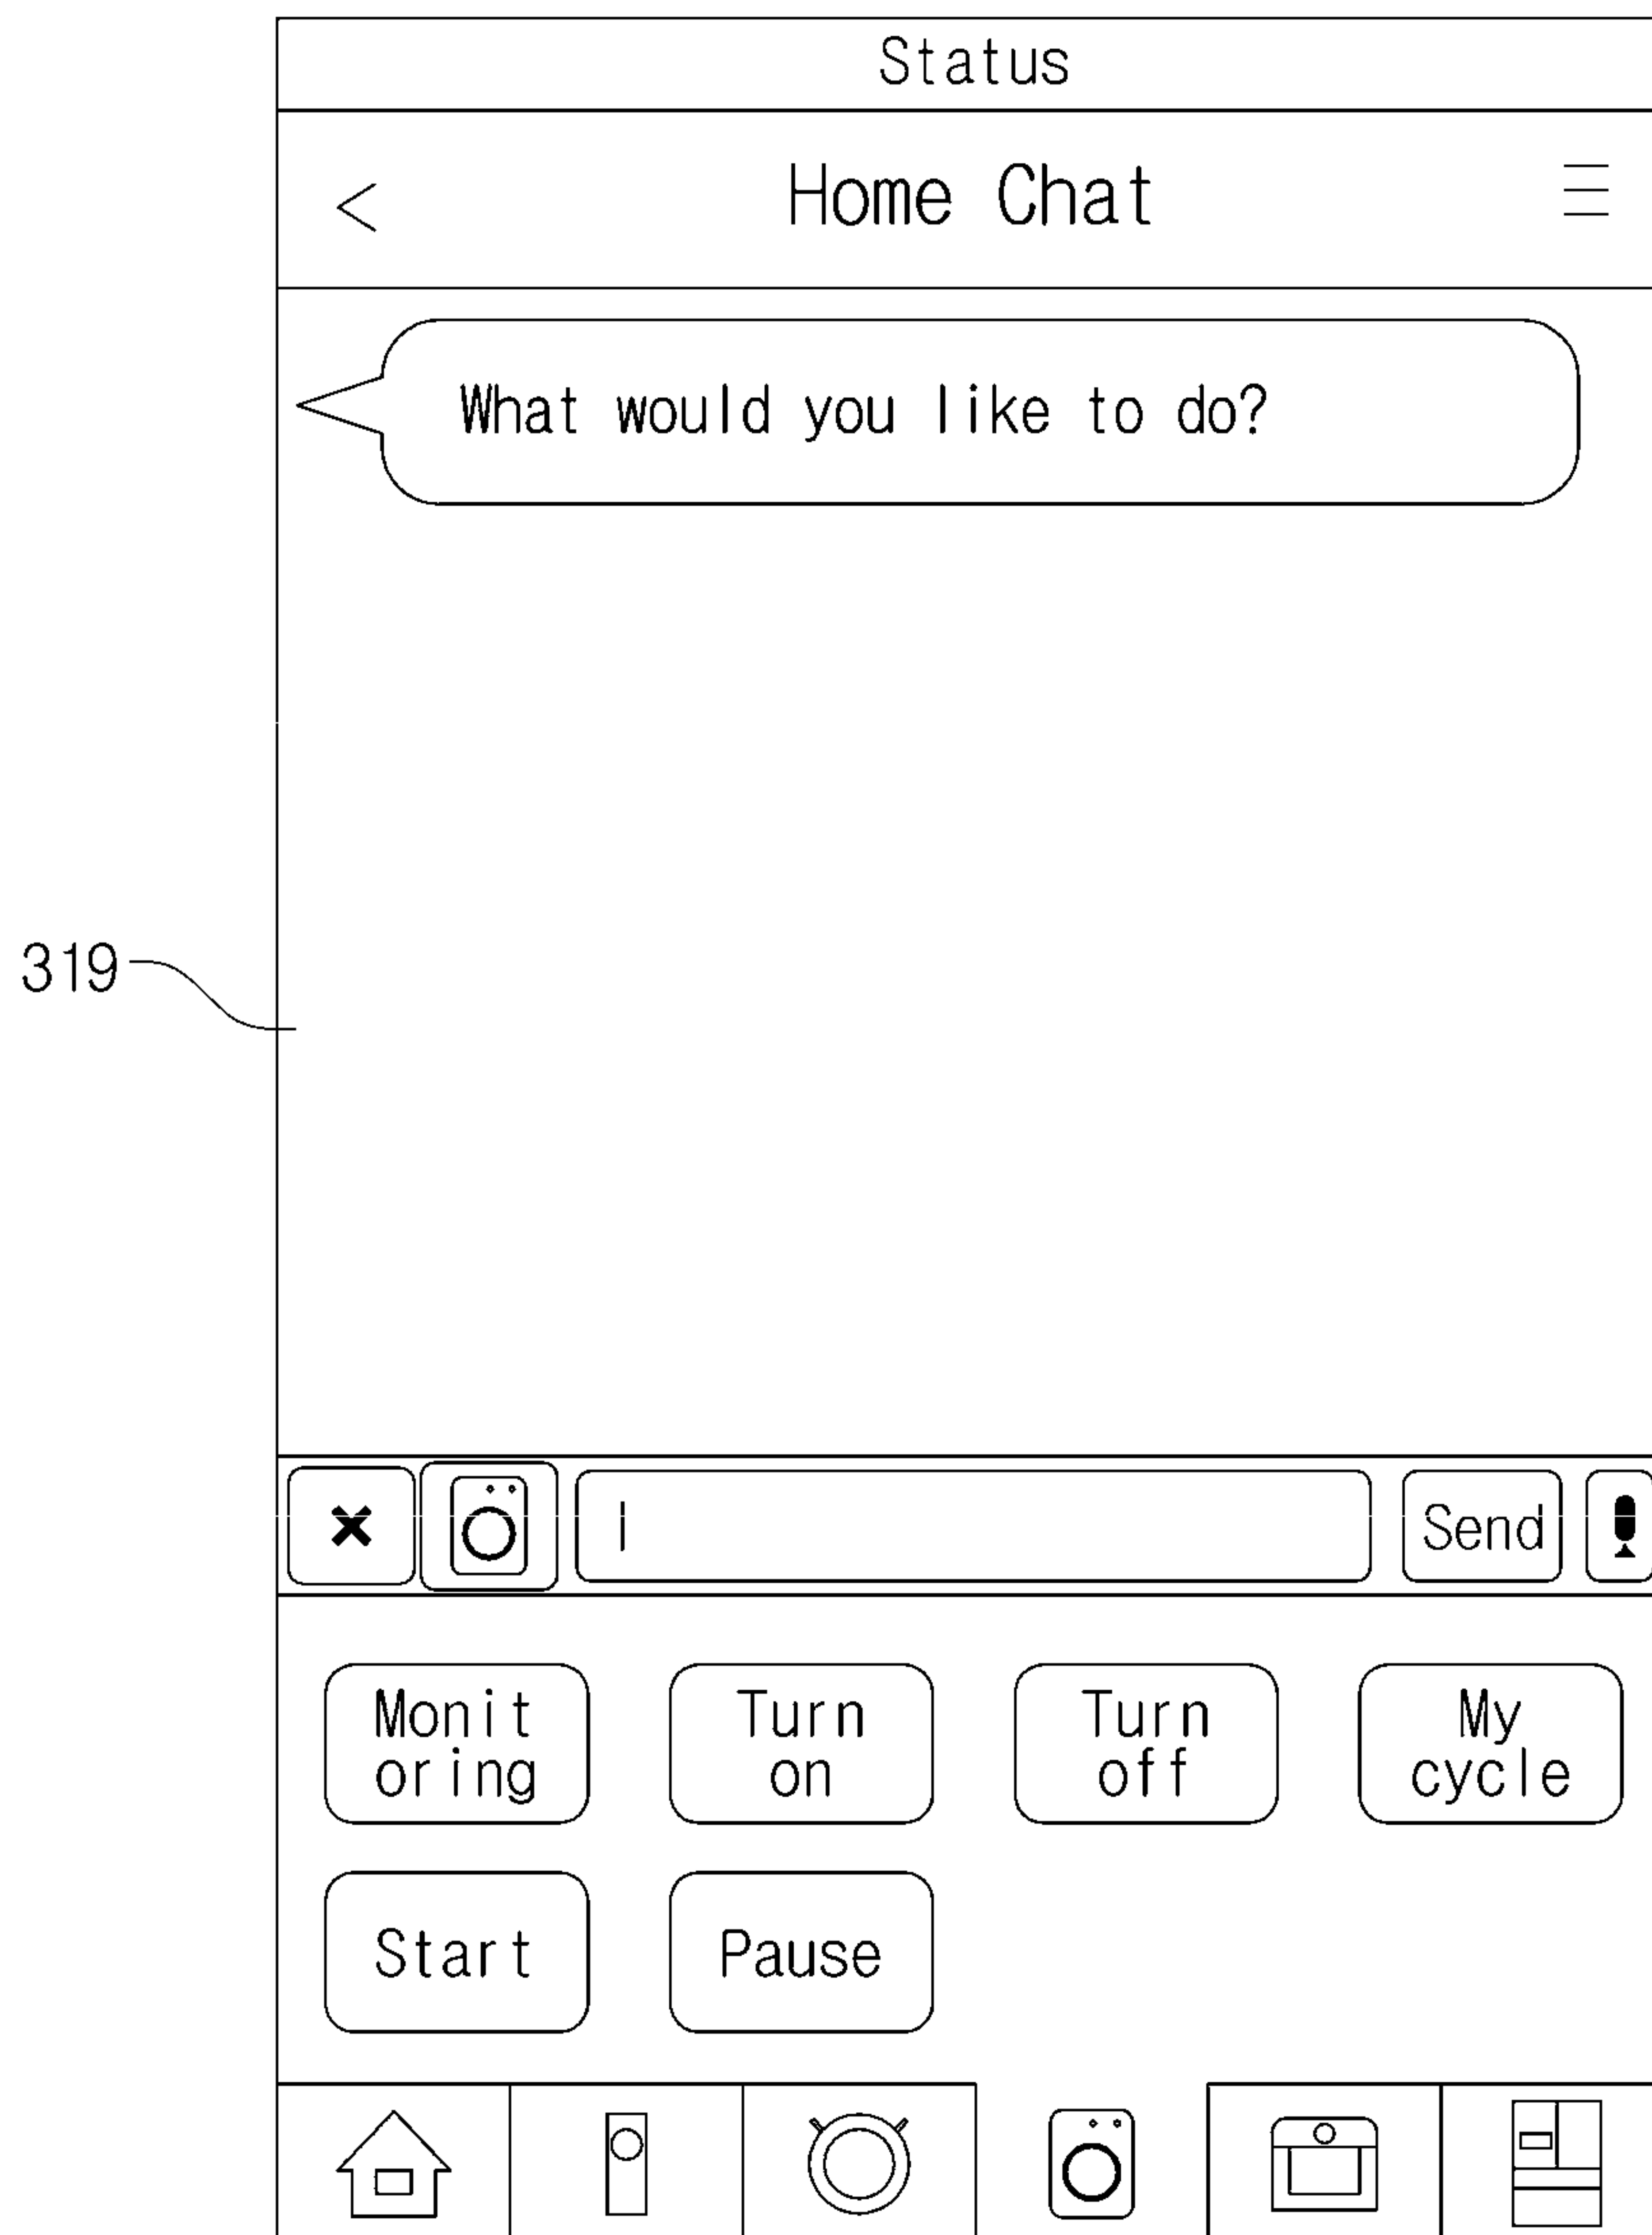 Status
< Home Chat
What would you like to do?
319
Send
Monit
oring
Turn
on
Turn
off
My
cycle
Start
Pause